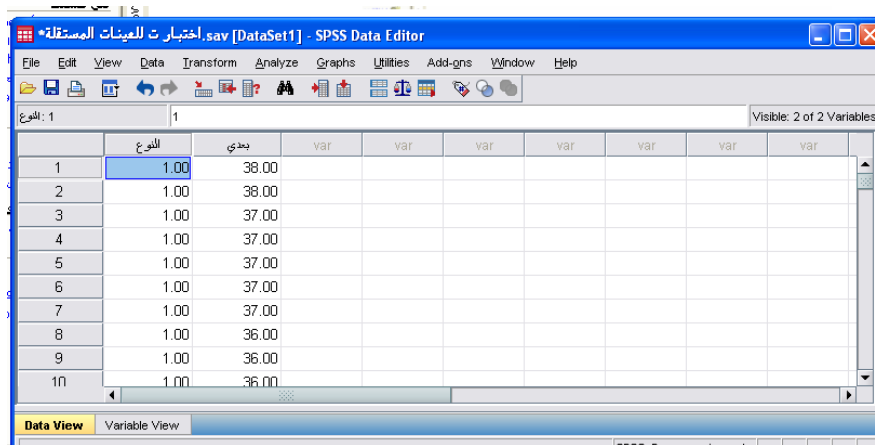 *اختبار ت للعينات المستقلة.sav [DataSet1] - SPSS Data Editor
File Edit View Data Transform Analyze Graphs Utilities Add-ons Window Help
1 : النوع 1 Visible: 2 of 2 Variables
النوع بعدي var var var var var var var
1 1.00 38.00
2 1.00 38.00
3 1.00 37.00
4 1.00 37.00
5 1.00 37.00
6 1.00 37.00
7 1.00 37.00
8 1.00 36.00
9 1.00 36.00
10 1.00 36.00
Data View Variable View